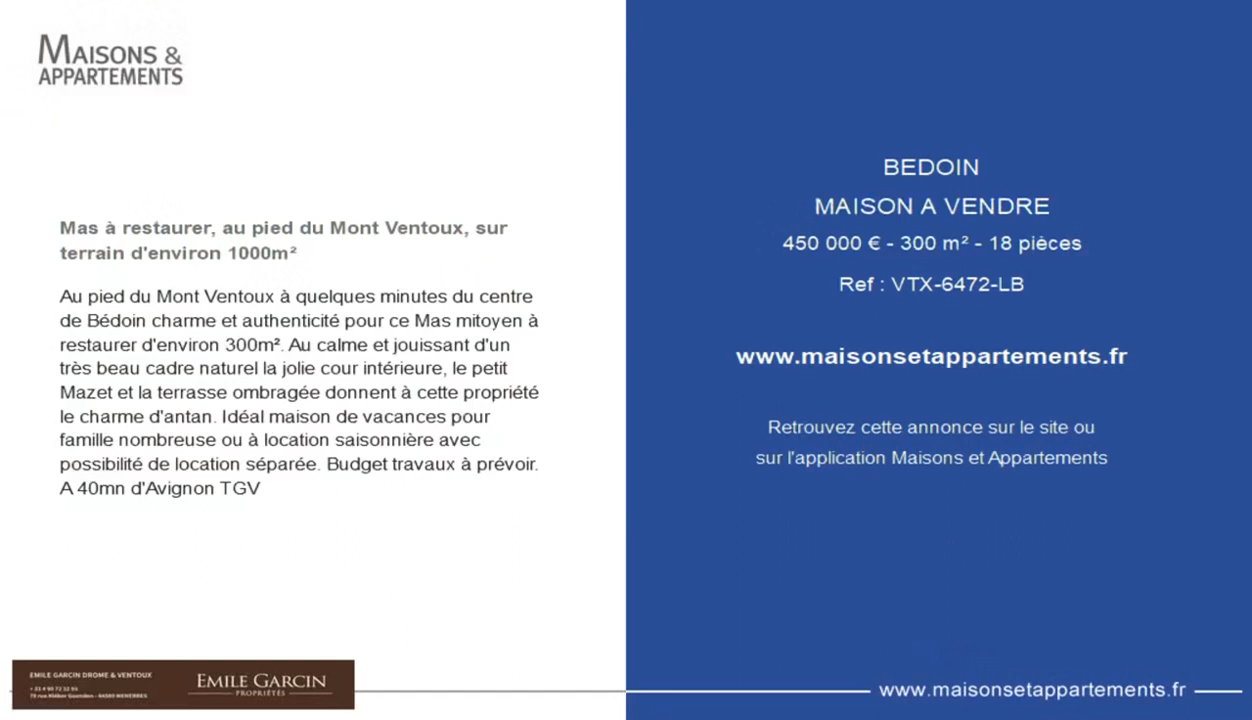 MAISONS &
APPARTEMENTS
Mas à restaurer, au pied du Mont Ventoux, sur
terrain d'environ 1000m²
Au pied du Mont Ventoux à quelques minutes du centre
de Bédoin charme et authenticité pour ce Mas mitoyen à
restaurer d'environ 300m². Au calme et jouissant d'un
très beau cadre naturel la jolie cour intérieure, le petit
Mazet et la terrasse ombragée donnent à cette propriété
le charme d'antan. Idéal maison de vacances pour
famille nombreuse ou à location saisonnière avec
possibilité de location séparée. Budget travaux à prévoir.
A 40mn d'Avignon TGV
EMILE GARCIN DROME & VENTOUX
EMILE GARCIN
PROPRIÉTÉS
BEDOIN
MAISON A VENDRE
450 000 € - 300 m² - 18 pièces
Ref : VTX-6472-LB
www.maisonsetappartements.fr
Retrouvez cette annonce sur le site ou
sur l'application Maisons et Appartements
www.maisonsetappartements.fr